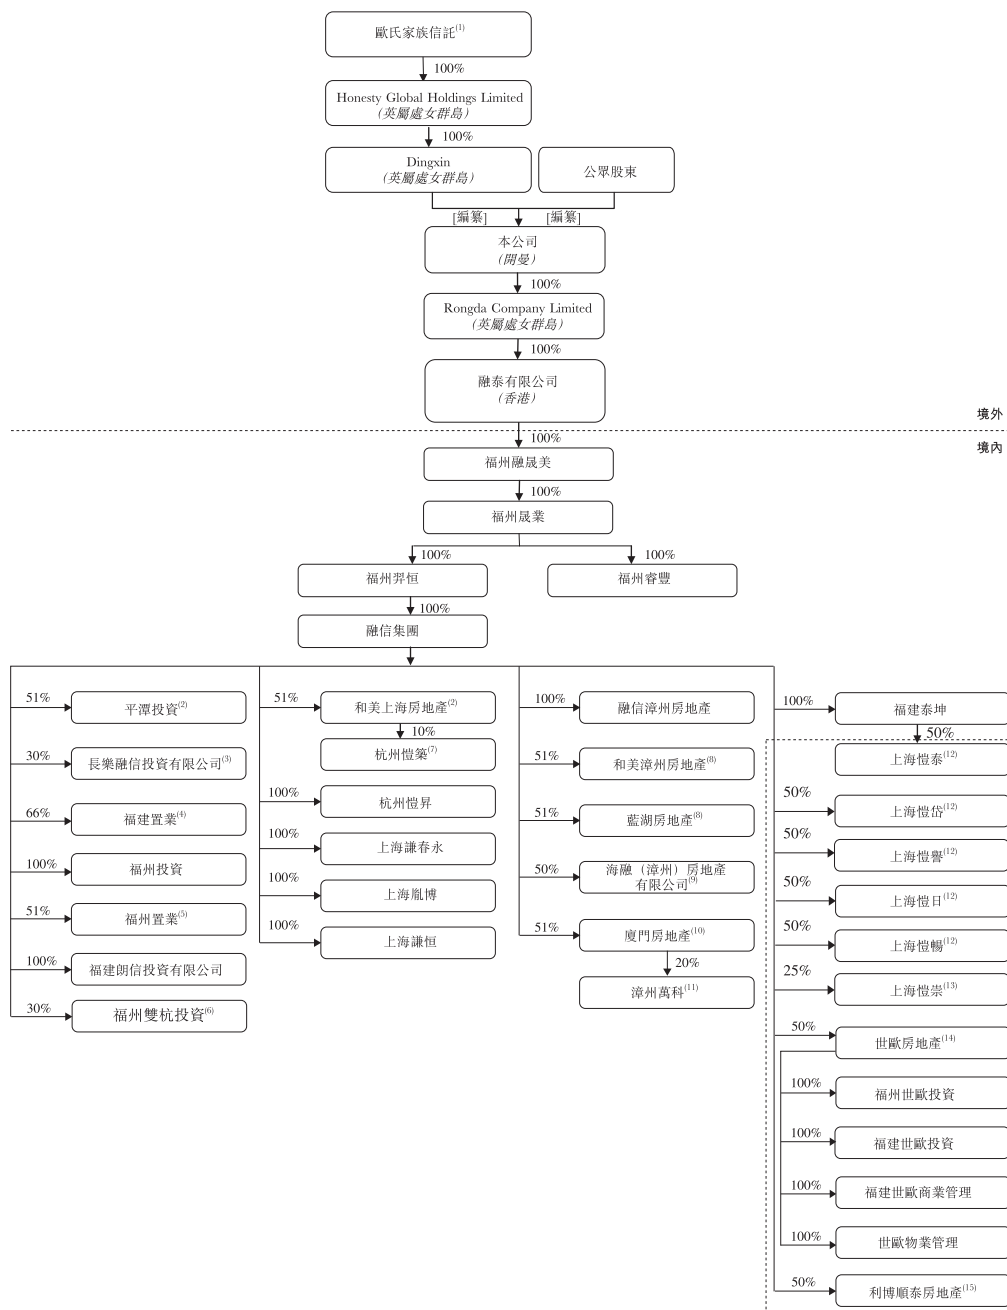 歐氏家族信託(1)
100%
Honesty Global Holdings Limited
(英屬處女群島)
100%
Dingxin
(英屬處女群島)
公眾股東
[編纂]
[編纂]
本公司
(開曼)
100%
Rongda Company Limited
(英屬處女群島)
100%
融泰有限公司
(香港)
境外
100%
境內
福州融晟美
100%
福州晟業
100%
100%
福州羿恒
福州睿豐
100%
融信集團
51%
平潭投資(2)
30%
長樂融信投資有限公司(3)
66%
福建置業(4)
100%
福州投資
51%
福州置業(5)
100%
福建朗信投資有限公司
30%
福州雙杭投資(6)
51%
和美上海房地產(2)
10%
杭州愷築(7)
100%
杭州愷昇
100%
上海謙春永
100%
上海胤博
100%
上海謙恒
100%
融信漳州房地產
51%
和美漳州房地產(8)
51%
藍湖房地產(8)
50%
海融（漳州）房地產
有限公司(9)
51%
廈門房地產(10)
20%
漳州萬科(11)
100%
福建泰坤
50%
上海愷泰(12)
50%
上海愷岱(12)
50%
上海愷譽(12)
50%
上海愷日(12)
50%
上海愷暢(12)
25%
上海愷崇(13)
50%
世歐房地產(14)
100%
福州世歐投資
100%
福建世歐投資
100%
福建世歐商業管理
100%
世歐物業管理
50%
利博順泰房地產(15)